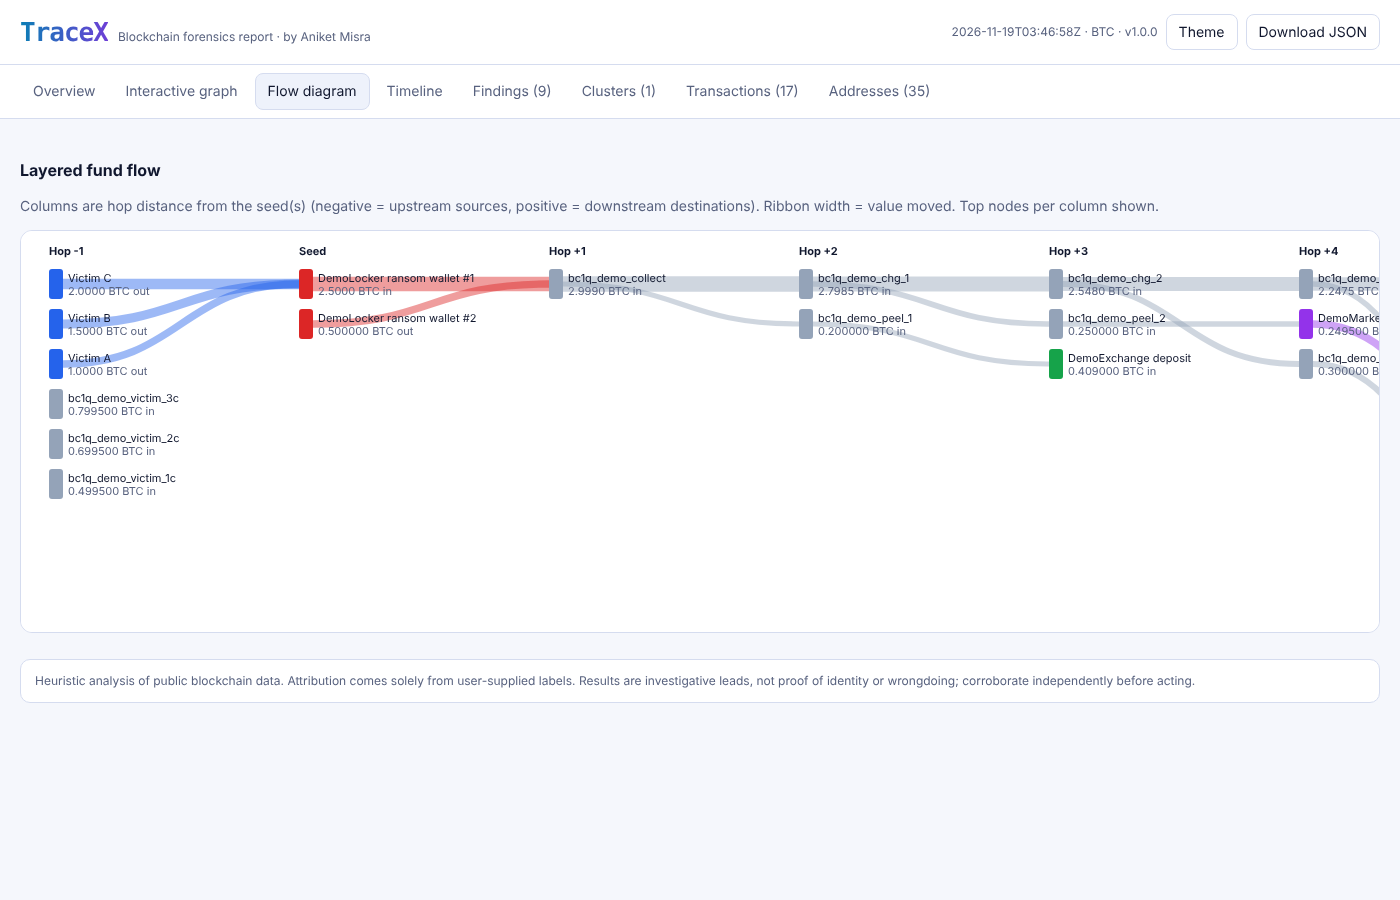 TraceX Blockchain forensics report · by Aniket Misra
2026-11-19T03:46:58Z · BTC · v1.0.0
Theme
Download JSON
Overview
Interactive graph
Flow diagram
Timeline
Findings (9)
Clusters (1)
Transactions (17)
Addresses (35)
Layered fund flow
Columns are hop distance from the seed(s) (negative = upstream sources, positive = downstream destinations). Ribbon width = value moved. Top nodes per column shown.
Hop -1
Victim C
2.0000 BTC out
Victim B
1.5000 BTC out
Victim A
1.0000 BTC out
bc1q_demo_victim_3c
0.799500 BTC in
bc1q_demo_victim_2c
0.699500 BTC in
bc1q_demo_victim_1c
0.499500 BTC in
Seed
DemoLocker ransom wallet #1
2.5000 BTC in
DemoLocker ransom wallet #2
0.500000 BTC out
Hop +1
bc1q_demo_collect
2.9990 BTC in
Hop +2
bc1q_demo_chg_1
2.7985 BTC in
bc1q_demo_peel_1
0.200000 BTC in
Hop +3
bc1q_demo_chg_2
2.5480 BTC in
bc1q_demo_peel_2
0.250000 BTC in
DemoExchange deposit
0.409000 BTC in
Hop +4
bc1q_demo_
2.2475 BTC
DemoMarke
0.249500 B
bc1q_demo_
0.300000 B
Heuristic analysis of public blockchain data. Attribution comes solely from user-supplied labels. Results are investigative leads, not proof of identity or wrongdoing; corroborate independently before acting.